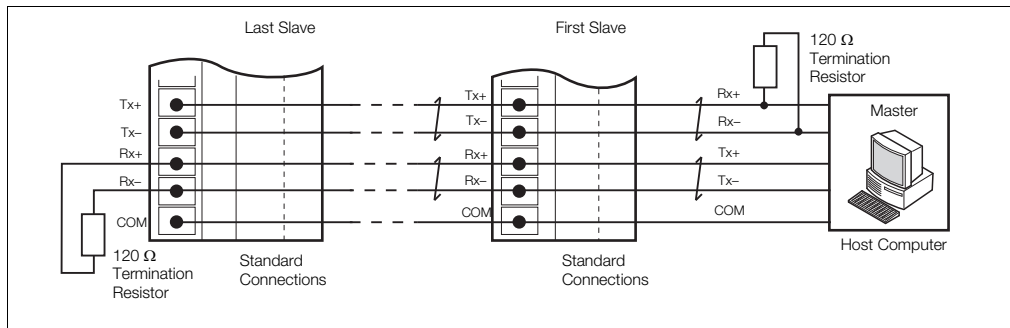 Last Slave
First Slave
120 Ω
Termination
Resistor
Tx+
Tx–
Rx+
Rx–
COM
120 Ω
Termination
Resistor
Standard
Connections
Tx+
Tx–
Rx+
Rx–
COM
Standard
Connections
Rx+
Rx–
Tx+
Tx–
COM
Master
Host Computer